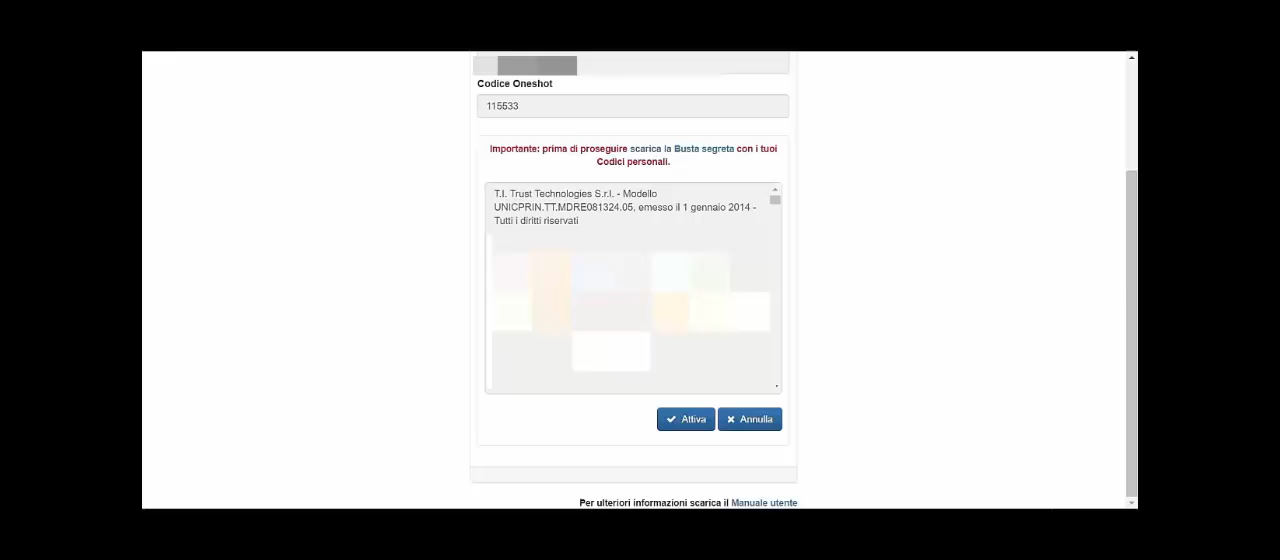 Codice Oneshot
115533
Importante: prima di proseguire scarica la Busta segreta con i tuoi
Codici personali.
T.I. Trust Technologies S.r.l. - Modello
UNICPRIN.TT.MDRE081324.05, emesso il 1 gennaio 2014 -
Tutti i diritti riservati
Attiva
Annulla
Per ulteriori informazioni scarica il Manuale utente